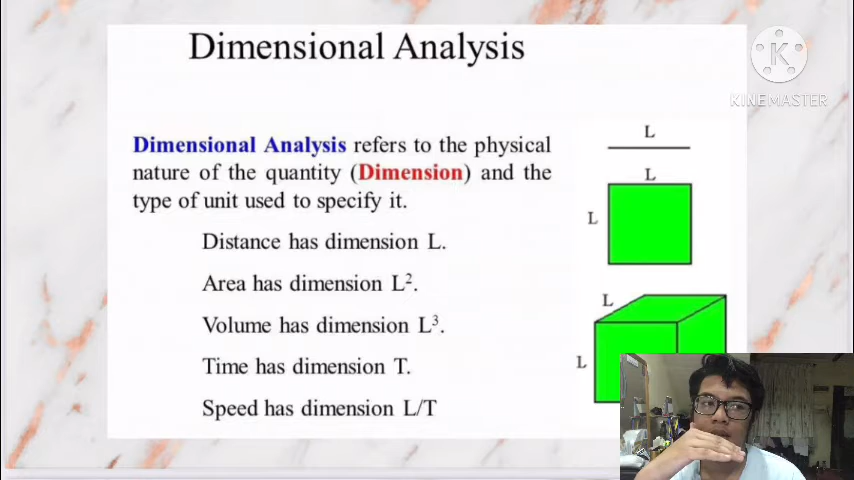 Dimensional Analysis
KINEMASTER
K
Dimensional Analysis refers to the physical
nature of the quantity (Dimension) and the
type of unit used to specify it.
Distance has dimension L.
Area has dimension L².
Volume has dimension L³.
Time has dimension T.
Speed has dimension L/T
L
L
L
L
L